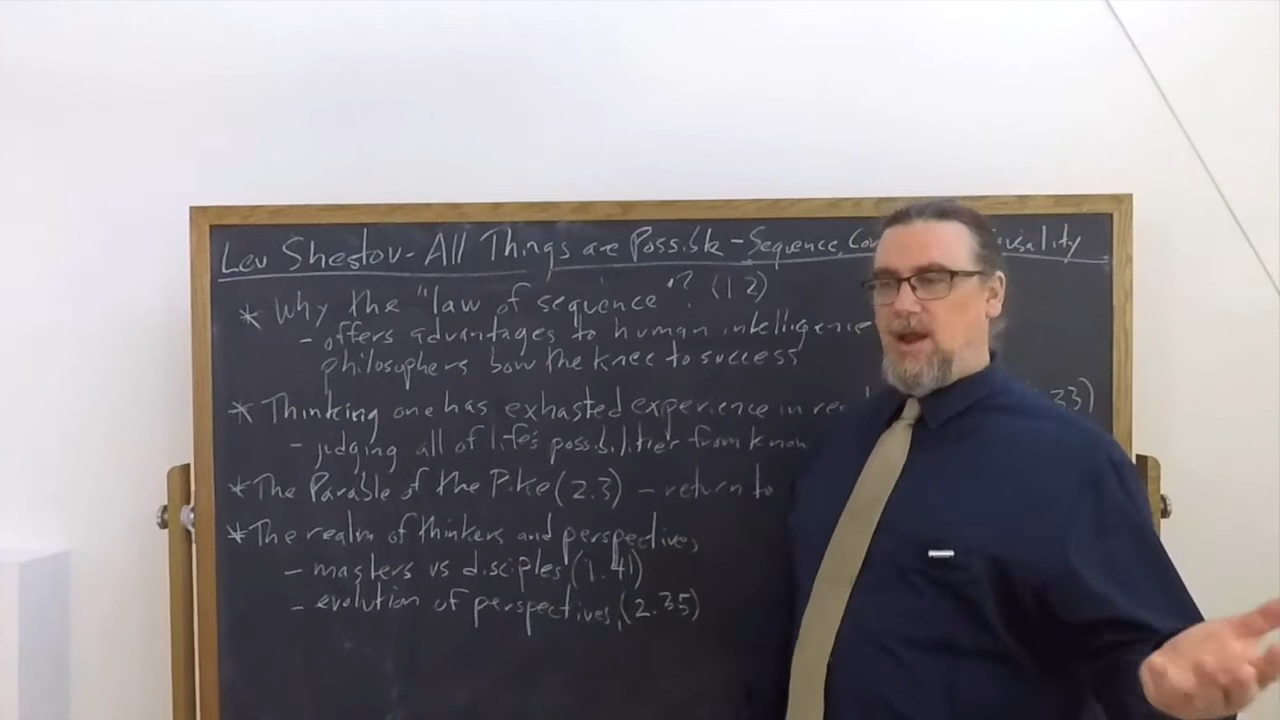 Lev Shestov - All Things are Possible - Sequence,
* Why the "law of sequence"? (1 2)
- offers advantages to human intelligence
philosophers bow the knee to success
* Thinking one has exhasted experience in 33)
- judging all of life's possibilities from
* The Parable of the Pike (2.3) - return to
* The realm of thinkers and perspectives
- masters vs disciples (1.41)
- evolution of perspectives, (2.35)